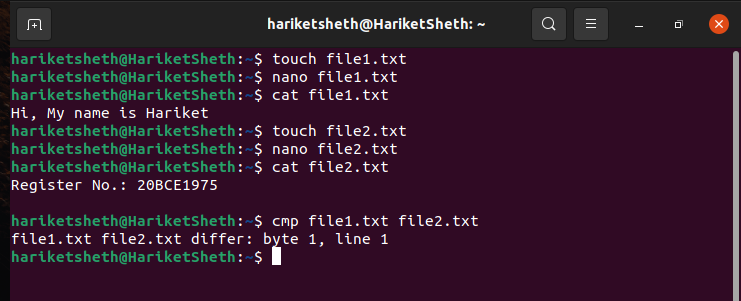 hariketsheth@HariketSheth: ~
hariketsheth@HariketSheth:~$ touch file1.txt
hariketsheth@HariketSheth:~$ nano file1.txt
hariketsheth@HariketSheth:~$ cat file1.txt
Hi, My name is Hariket
hariketsheth@HariketSheth:~$ touch file2.txt
hariketsheth@HariketSheth:~$ nano file2.txt
hariketsheth@HariketSheth:~$ cat file2.txt
Register No.: 20BCE1975
hariketsheth@HariketSheth:~$ cmp file1.txt file2.txt
file1.txt file2.txt differ: byte 1, line 1
hariketsheth@HariketSheth:~$